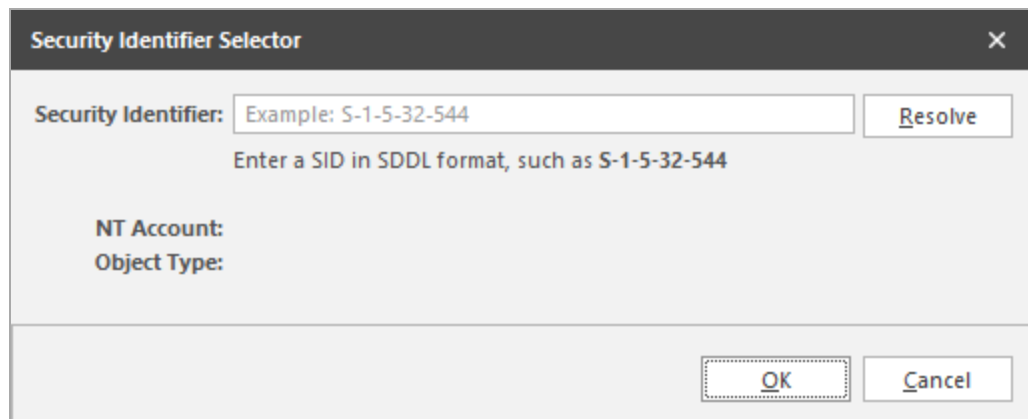 Security Identifier Selector
Security Identifier: Example: S-1-5-32-544 Resolve
Enter a SID in SDDL format, such as S-1-5-32-544
NT Account:
Object Type:
OK Cancel